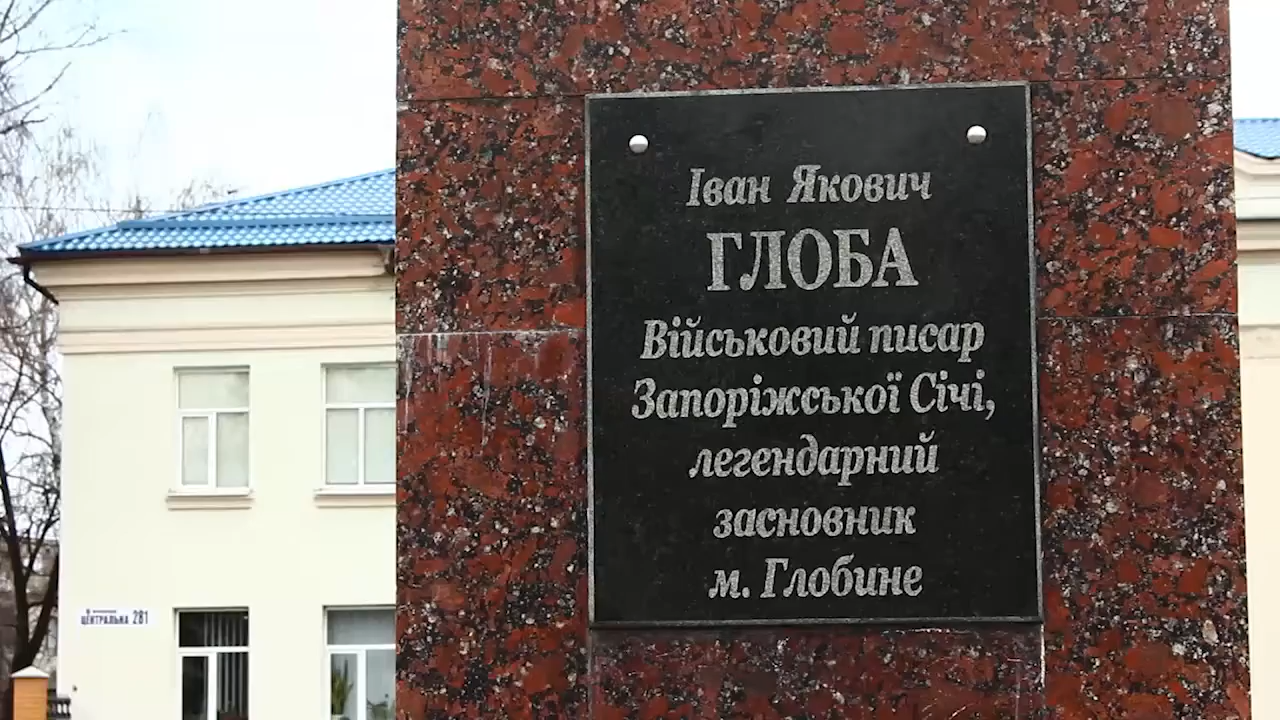 Іван Якович
ГЛОБА
Військовий писар
Запоріжської Січі,
легендарний
засновник
м. Глобине
ЦЕНТРАЛЬНА 281